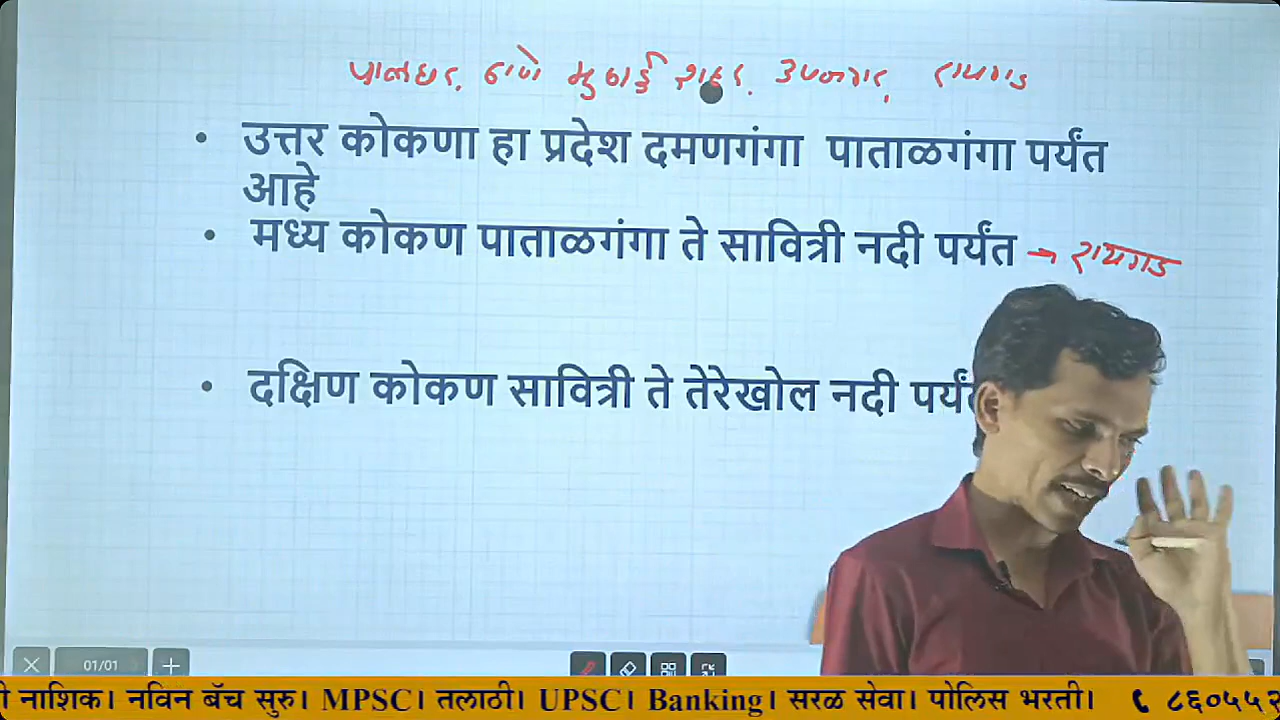 पालघर, ठाणे मुंबई शहर, उपनगर, रायगड
• उत्तर कोकणा हा प्रदेश दमणगंगा पाताळगंगा पर्यंत
आहे
• मध्य कोकण पाताळगंगा ते सावित्री नदी पर्यंत → रायगड
• दक्षिण कोकण सावित्री ते तेरेखोल नदी
01/01
नाशिक। नविन बॅच सुरु। MPSC। तलाठी। UPSC। Banking। सरळ सेवा। पोलिस भरती। ८६०५५२